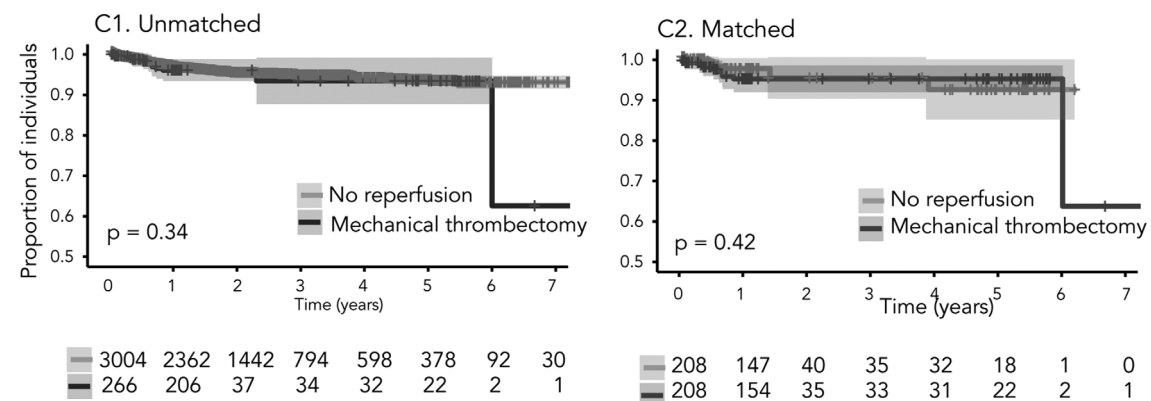 C1. Unmatched
Proportion of individuals
1.0
0.9
0.8
0.7
0.6
0.5
No reperfusion
Mechanical thrombectomy
p = 0.34
0 1 2 3 4 5 6 7
Time (years)
3004 2362 1442 794 598 378 92 30
266 206 37 34 32 22 2 1
C2. Matched
1.0
0.9
0.8
0.7
0.6
0.5
No reperfusion
Mechanical thrombectomy
p = 0.42
0 1 2 3 4 5 6 7
Time (years)
208 147 40 35 32 18 1 0
208 154 35 33 31 22 2 1